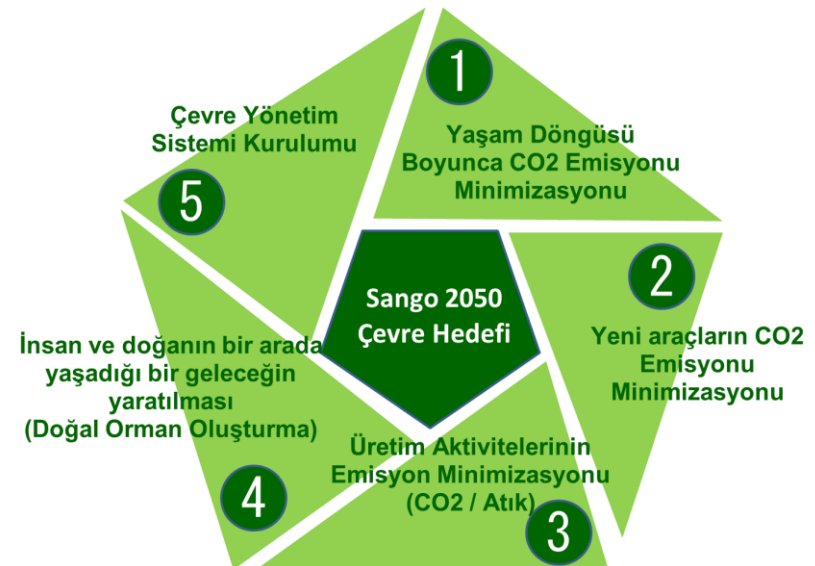 Sango 2050
Çevre Hedefi
1
Yaşam Döngüsü
Boyunca CO2 Emisyonu
Minimizasyonu
2
Yeni araçların CO2
Emisyonu
Minimizasyonu
3
Üretim Aktivitelerinin
Emisyon Minimizasyonu
(CO2 / Atık)
4
İnsan ve doğanın bir arada
yaşadığı bir geleceğin
yaratılması
(Doğal Orman Oluşturma)
5
Çevre Yönetim
Sistemi Kurulumu